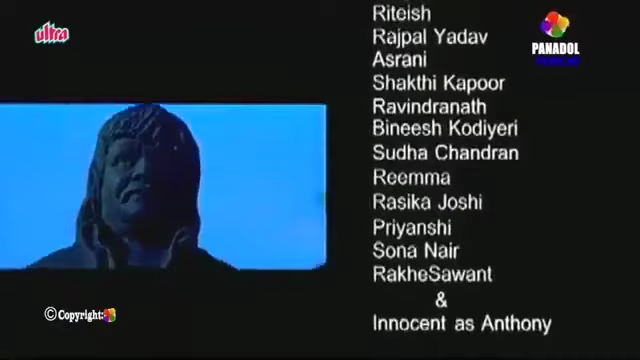 ultra
Riteish
Rajpal Yadav
Asrani
Shakthi Kapoor
Ravindranath
Bineesh Kodiyeri
Sudha Chandran
Reemma
Rasika Joshi
Priyanshi
Sona Nair
RakheSawant
&
Innocent as Anthony
PANADOL
©Copyright: